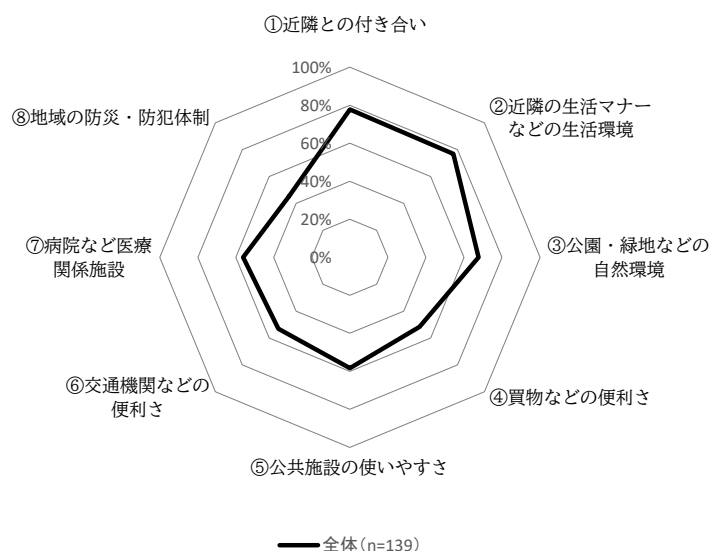 ①近隣との付き合い
100%
80%
60%
40%
20%
0%
②近隣の生活マナー
などの生活環境
③公園・緑地などの
自然環境
④買物などの便利さ
⑤公共施設の使いやすさ
⑥交通機関などの
便利さ
⑦病院など医療
関係施設
⑧地域の防災・防犯体制
全体(n=139)